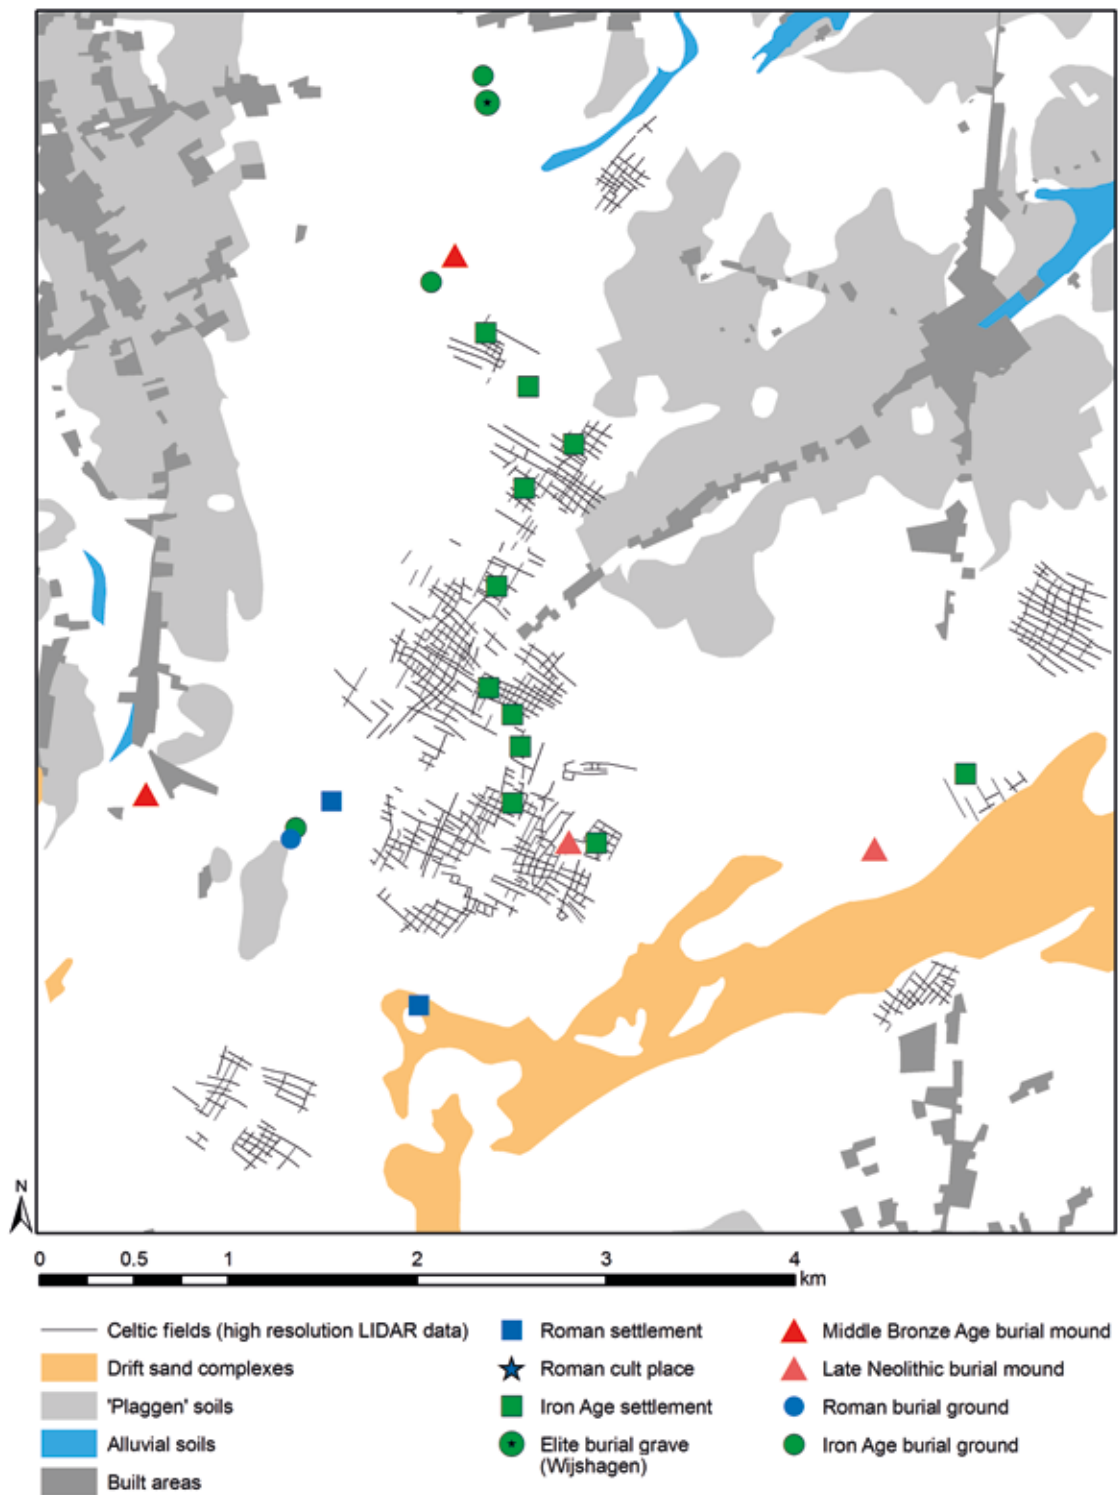 N
0 0.5 1 2 3 4
km
Celtic fields (high resolution LIDAR data)
Drift sand complexes
'Plaggen' soils
Alluvial soils
Built areas
Roman settlement
Roman cult place
Iron Age settlement
Elite burial grave
(Wijshagen)
Middle Bronze Age burial mound
Late Neolithic burial mound
Roman burial ground
Iron Age burial ground